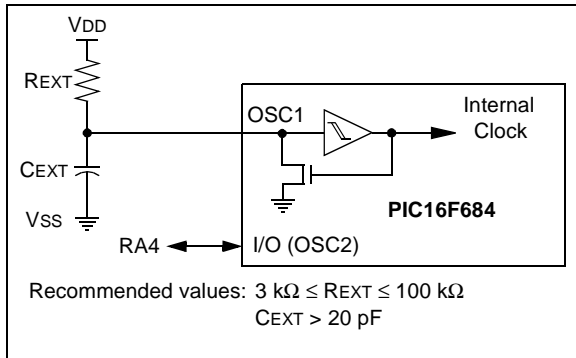 VDD
REXT
OSC1
Internal
Clock
CEXT
PIC16F684
VSS
RA4
I/O (OSC2)
Recommended values: 3 kΩ ≤ REXT ≤ 100 kΩ
CEXT > 20 pF